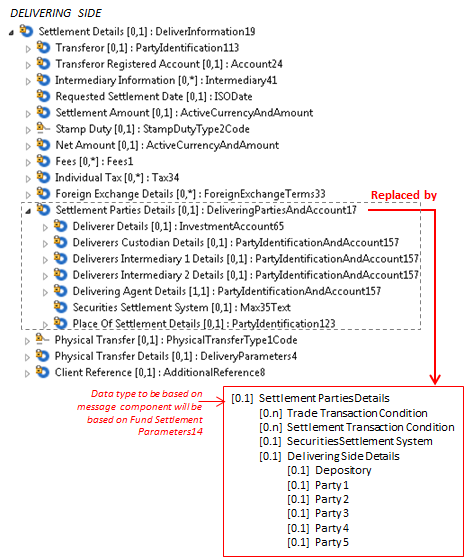 DELIVERING SIDE
Settlement Details [0,1] : DeliverInformation19
Transferor [0,1] : PartyIdentification113
Transferor Registered Account [0,1] : Account24
Intermediary Information [0,*] : Intermediary41
Requested Settlement Date [0,1] : ISODate
Settlement Amount [0,1] : ActiveCurrencyAndAmount
Stamp Duty [0,1] : StampDutyType2Code
Net Amount [0,1] : ActiveCurrencyAndAmount
Fees [0,*] : Fees1
Individual Tax [0,*] : Tax34
Foreign Exchange Details [0,*] : ForeignExchangeTerms33
Settlement Parties Details [0,1] : DeliveringPartiesAndAccount17
Replaced by
Deliverer Details [0,1] : InvestmentAccount65
Deliverers Custodian Details [0,1] : PartyIdentificationAndAccount157
Deliverers Intermediary 1 Details [0,1] : PartyIdentificationAndAccount157
Deliverers Intermediary 2 Details [0,1] : PartyIdentificationAndAccount157
Delivering Agent Details [1,1] : PartyIdentificationAndAccount157
Securities Settlement System [0,1] : Max35Text
Place Of Settlement Details [0,1] : PartyIdentification123
Physical Transfer [0,1] : PhysicalTransferType1Code
Physical Transfer Details [0,1] : DeliveryParameters4
Client Reference [0,1] : AdditionalReference8
Data type to be based on
message component will be
based on Fund Settlement
Parameters14
[0.1] Settlement Parties Details
[0.n] Trade Transaction Condition
[0.n] Settlement Transaction Condition
[0.1] Securities Settlement System
[0.1] Delivering Side Details
[0.1] Depository
[0.1] Party 1
[0.1] Party 2
[0.1] Party 3
[0.1] Party 4
[0.1] Party 5